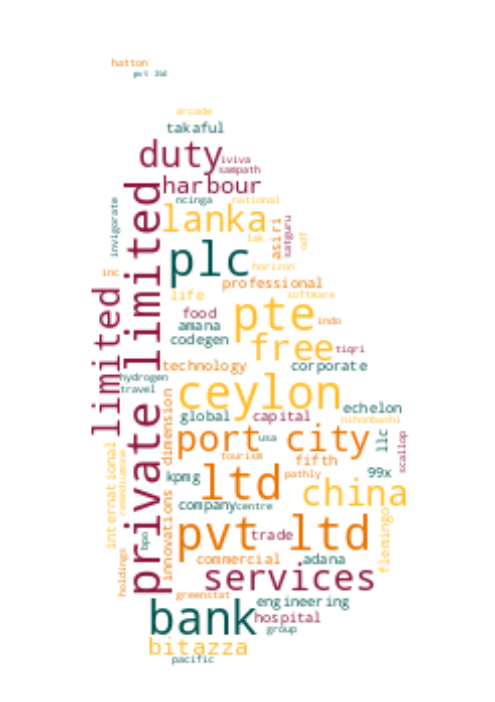 hatton
pvt ltd
arcade
takaful
duty
iviva
sampath
harbour
ncinga
national
invigorate
lanka
lak
asiri
satguru
odf
private limited
plc
horizon
inc
professional
life
software
limited
food
pte
indo
amana
codegen
free
tiqri
technology
corporate
hydrogen
travel
ceylon
global
capital
echelon
nihonbashi
dimension
port city
usa
llc
scallop
tourism
fifth
international
remediumone
kpmg
ltd
pathly
99x
china
innovations
company
centre
flemingo
bpo
pvt ltd
trade
holdings
commercial
adana
services
greenstat
bank
engineering
hospital
group
bitazza
pacific